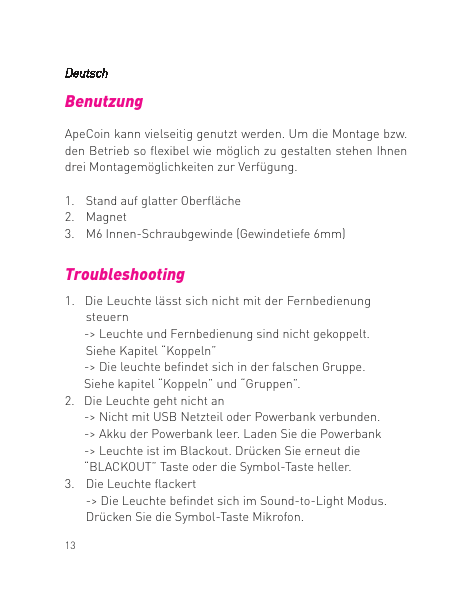 Deutsch
Benutzung
ApeCoin kann vielseitig genutzt werden. Um die Montage bzw.
den Betrieb so flexibel wie möglich zu gestalten stehen Ihnen
drei Montagemöglichkeiten zur Verfügung.
1. Stand auf glatter Oberfläche
2. Magnet
3. M6 Innen-Schraubgewinde (Gewindetiefe 6mm)
Troubleshooting
1. Die Leuchte lässt sich nicht mit der Fernbedienung
steuern
-> Leuchte und Fernbedienung sind nicht gekoppelt.
Siehe Kapitel “Koppeln”
-> Die leuchte befindet sich in der falschen Gruppe.
Siehe kapitel “Koppeln” und “Gruppen”.
2. Die Leuchte geht nicht an
-> Nicht mit USB Netzteil oder Powerbank verbunden.
-> Akku der Powerbank leer. Laden Sie die Powerbank
-> Leuchte ist im Blackout. Drücken Sie erneut die
“BLACKOUT” Taste oder die Symbol-Taste heller.
3. Die Leuchte flackert
-> Die Leuchte befindet sich im Sound-to-Light Modus.
Drücken Sie die Symbol-Taste Mikrofon.
13